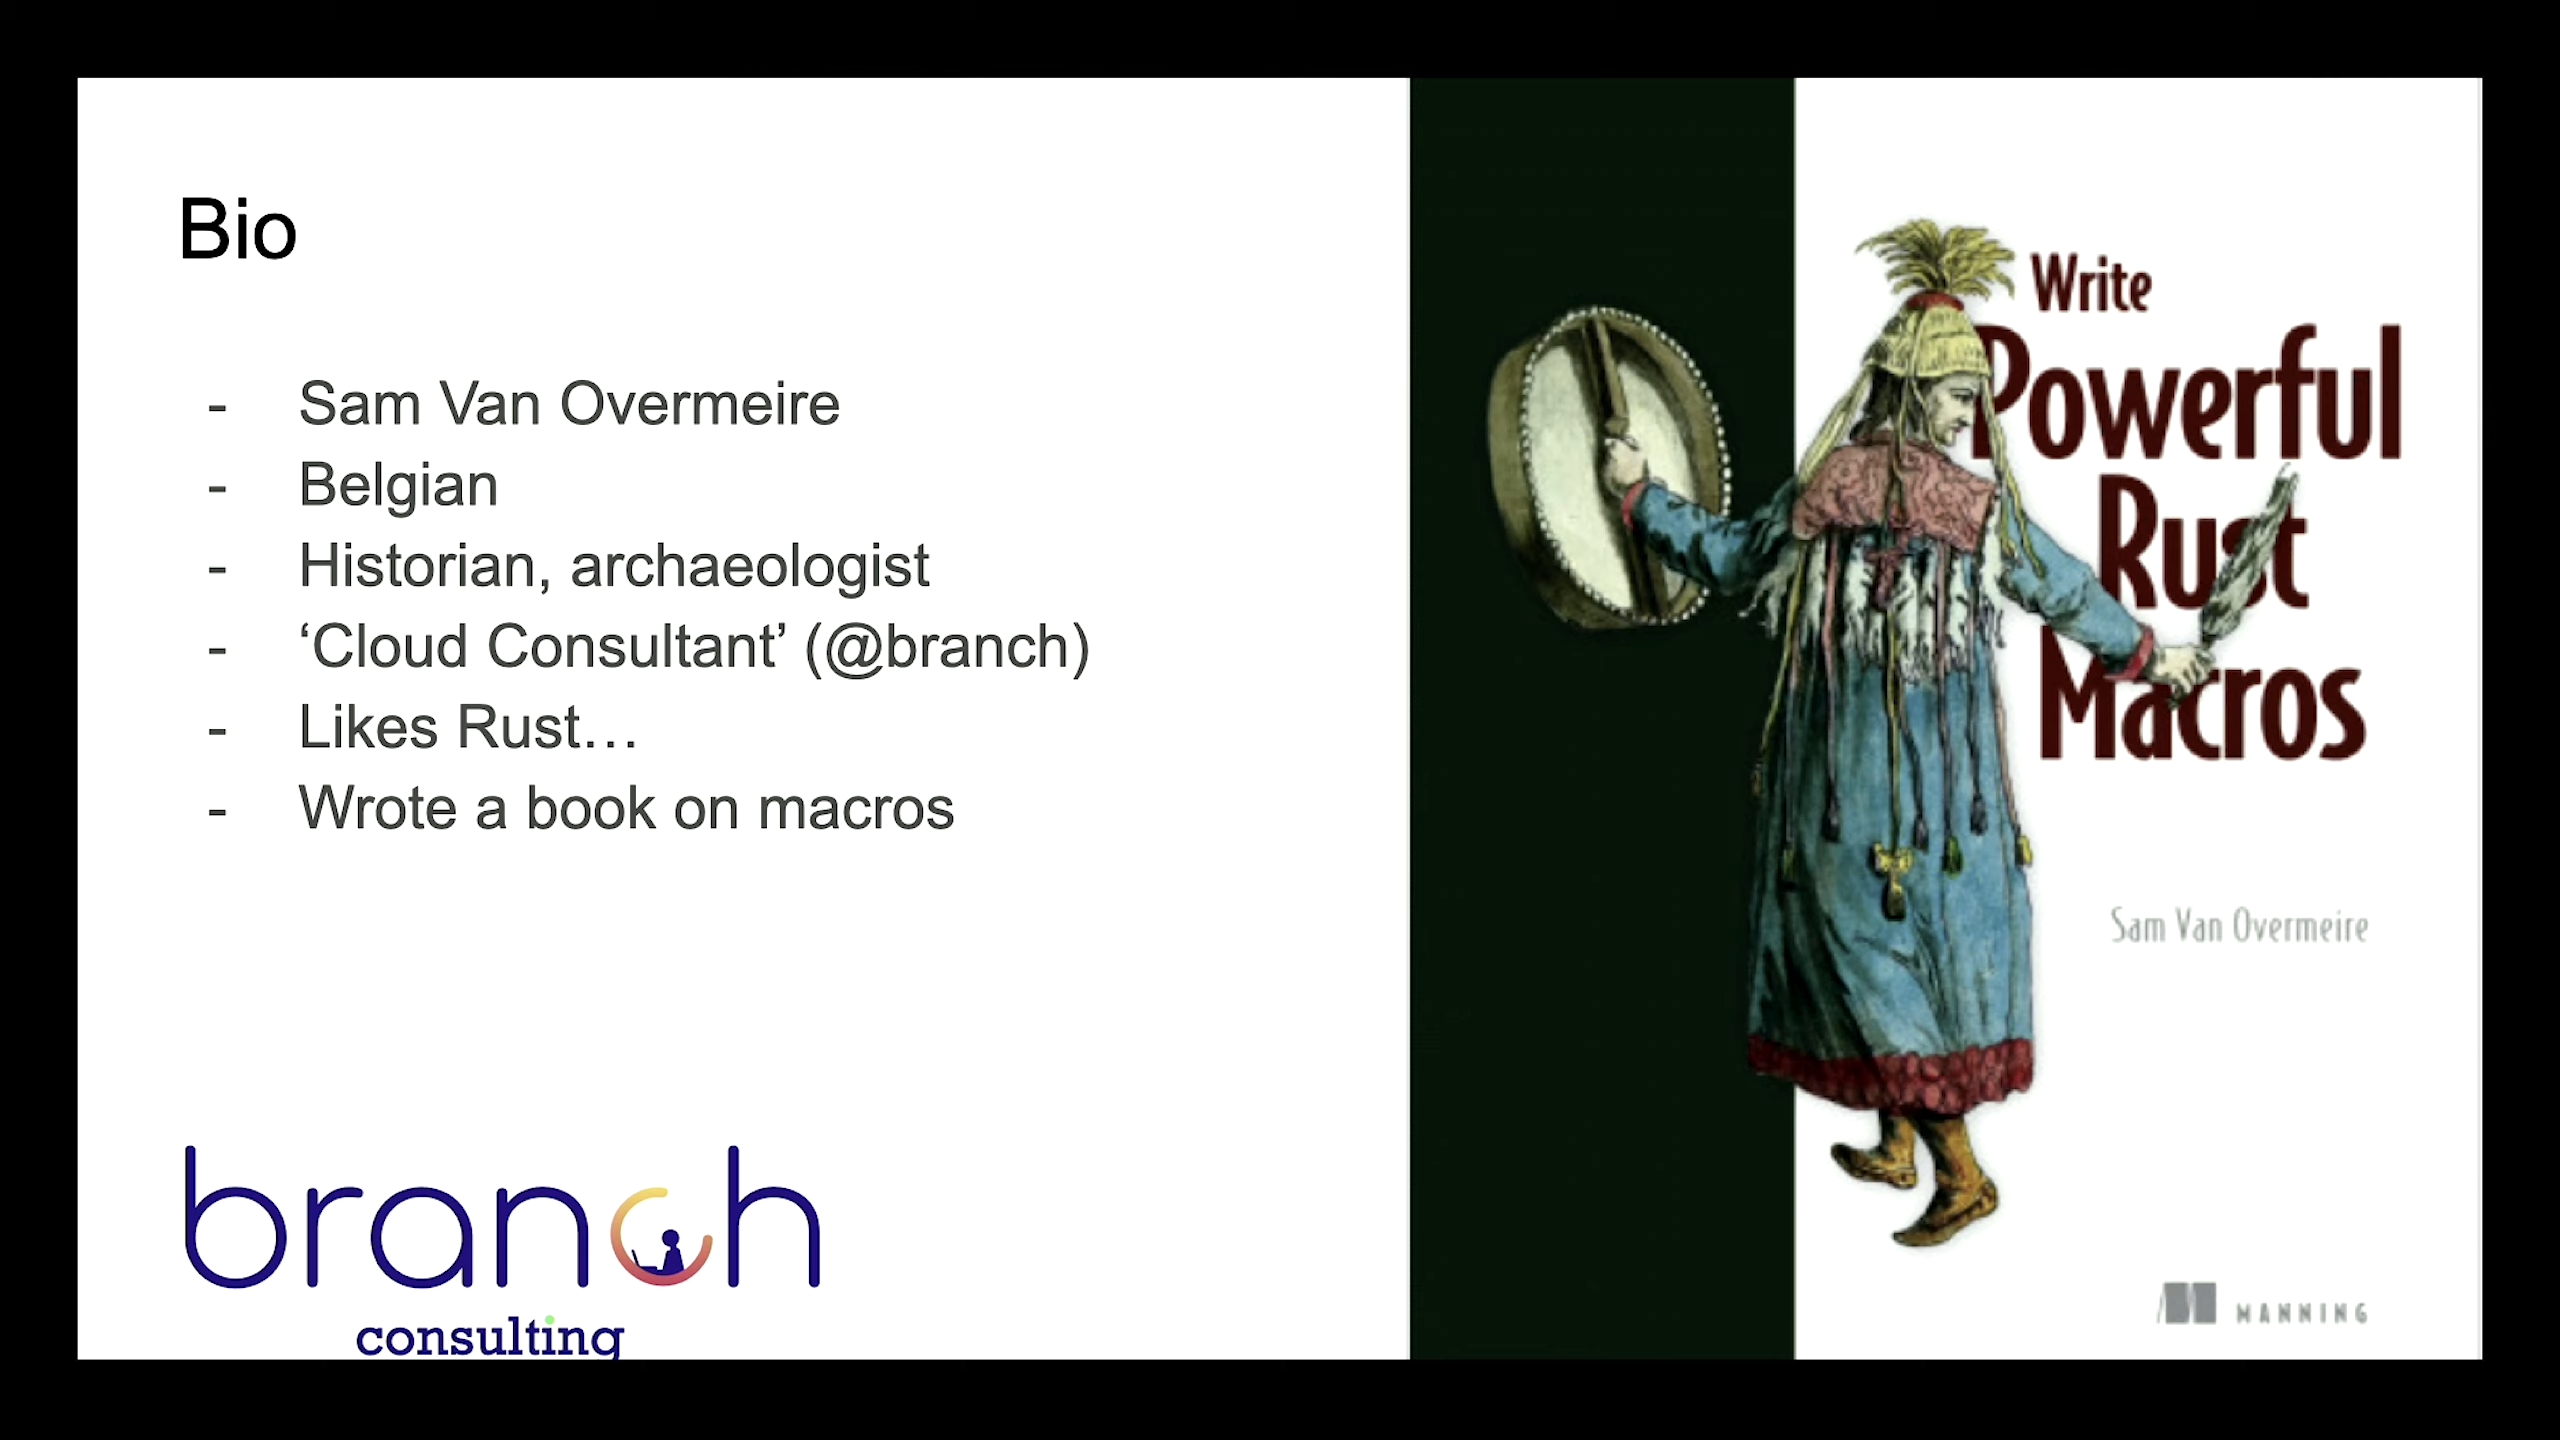 Bio
- Sam Van Overmeire
- Belgian
- Historian, archaeologist
- ‘Cloud Consultant’ (@branch)
- Likes Rust…
- Wrote a book on macros
branch
consulting
Write
Powerful
Rust
Macros
Sam Van Overmeire
MANNING